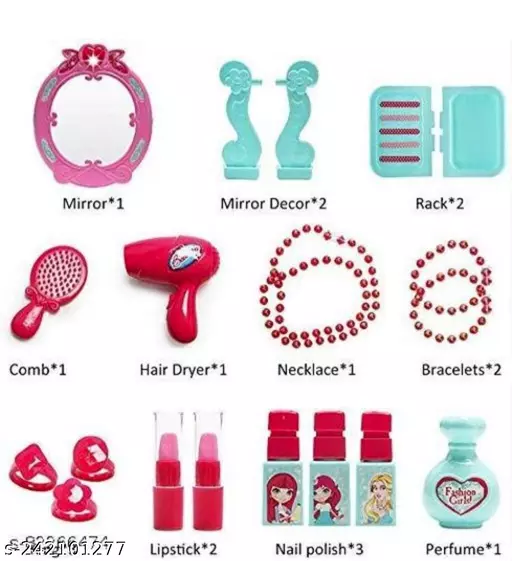 Mirror*1
Mirror Decor*2
Rack*2
Comb*1
Hair Dryer*1
Necklace*1
Bracelets*2
Fashion
Girls
s-242101277
Lipstick*2
Nail polish*3
Perfume*1